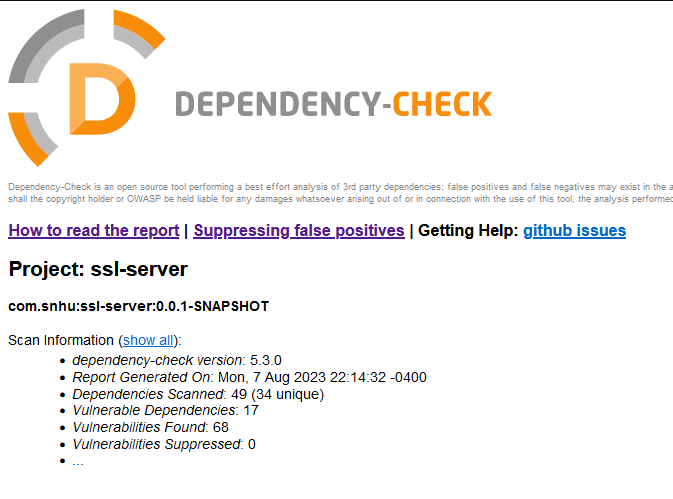 D
DEPENDENCY-CHECK
Dependency-Check is an open source tool performing a best effort analysis of 3rd party dependencies; false positives and false negatives may exist in the a
shall the copyright holder or OWASP be held liable for any damages whatsoever arising out of or in connection with the use of this tool, the analysis performed
How to read the report | Suppressing false positives | Getting Help: github issues
Project: ssl-server
com.snhu:ssl-server:0.0.1-SNAPSHOT
Scan Information (show all):
• dependency-check version: 5.3.0
• Report Generated On: Mon, 7 Aug 2023 22:14:32 -0400
• Dependencies Scanned: 49 (34 unique)
• Vulnerable Dependencies: 17
• Vulnerabilities Found: 68
• Vulnerabilities Suppressed: 0
• ...